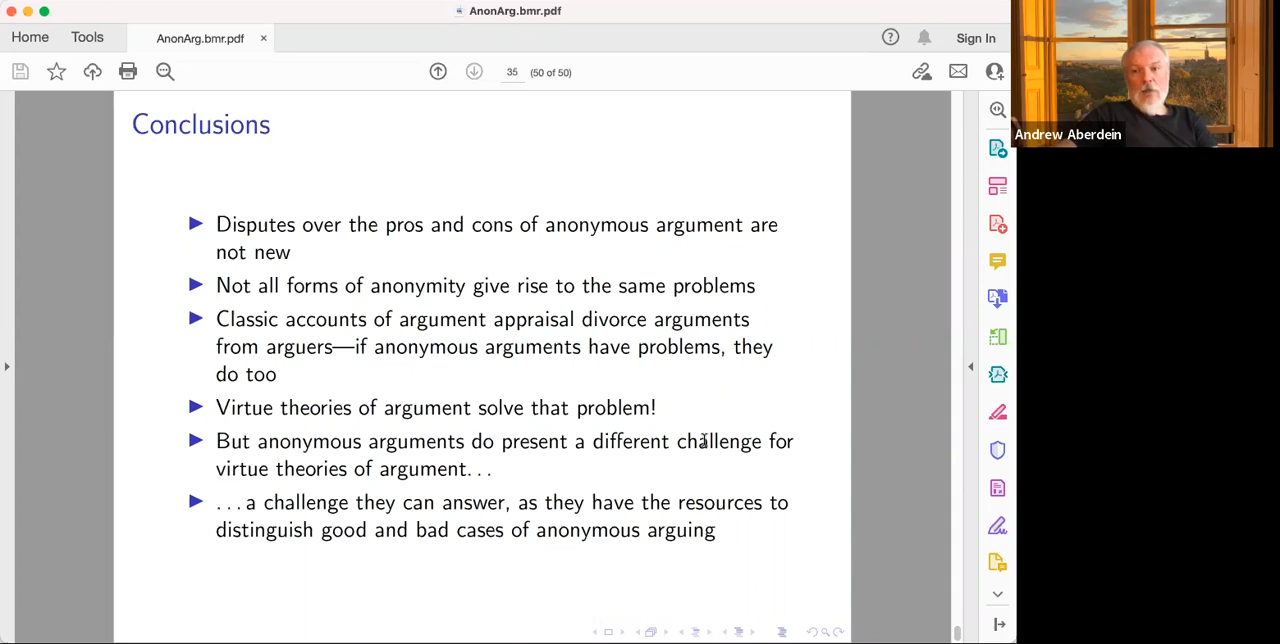 AnonArg.bmr.pdf
Home
Tools
AnonArg.bmr.pdf
×
?
Sign In
35
(50 of 50)
Andrew Aberdein
Conclusions
Disputes over the pros and cons of anonymous argument are
not new
Not all forms of anonymity give rise to the same problems
Classic accounts of argument appraisal divorce arguments
from arguers—if anonymous arguments have problems, they
do too
Virtue theories of argument solve that problem!
But anonymous arguments do present a different challenge for
virtue theories of argument. . .
. . . a challenge they can answer, as they have the resources to
distinguish good and bad cases of anonymous arguing